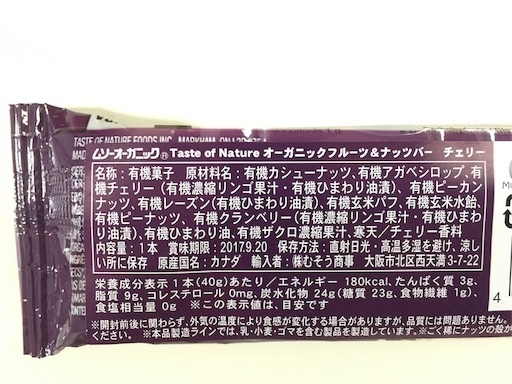 TASTE OF NATURE FOODS INC. MARKHAM,
ムソーオーガニック® Taste of Nature オーガニックフルーツ&ナッツバー チェリー
名称：有機菓子 原材料名：有機カシューナッツ、有機アガベシロップ、有
機チェリー（有機濃縮リンゴ果汁・有機ひまわり油漬）、有機ピーカン
ナッツ、有機レーズン（有機ひまわり油漬）、有機玄米パフ、有機玄米水飴、
有機ピーナッツ、有機クランベリー（有機濃縮リンゴ果汁・有機ひまわり
油漬）、有機ひまわり油、有機ザクロ濃縮果汁、寒天／チェリー香料
内容量：1本 賞味期限：2017.9.20 保存方法：直射日光・高温多湿を避け、涼し
い所に保存 原産国名：カナダ 輸入者：㈱むそう商事 大阪市北区西天満3-7-22
栄養成分表示 1本(40g)あたり／エネルギー 180kcal、たんぱく質 3g、
脂質 9g、コレステロール 0mg、炭水化物 24g(糖質 23g、食物繊維 1g)、
食塩相当量 0g ※この表示値は、目安です
※開封前後に関わらず、外気の温度により食感が変化する場合がありますが、品質には問題ありません
ください。 ※本品製造ラインでは、乳・小麦・ゴマを含む製品を製造しています。※ごく稀にナッツの殻が
4